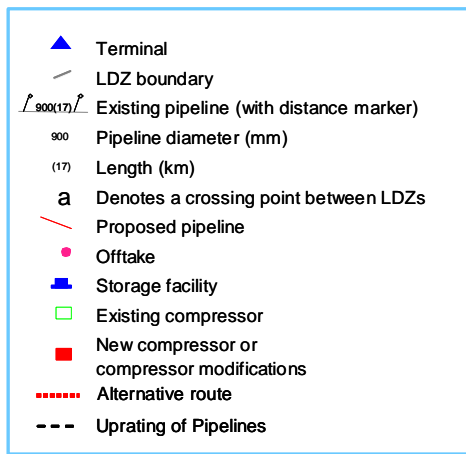 Terminal
LDZ boundary
900(17) Existing pipeline (with distance marker)
900 Pipeline diameter (mm)
(17) Length (km)
a Denotes a crossing point between LDZs
Proposed pipeline
Offtake
Storage facility
Existing compressor
New compressor or
compressor modifications
Alternative route
Uprating of Pipelines